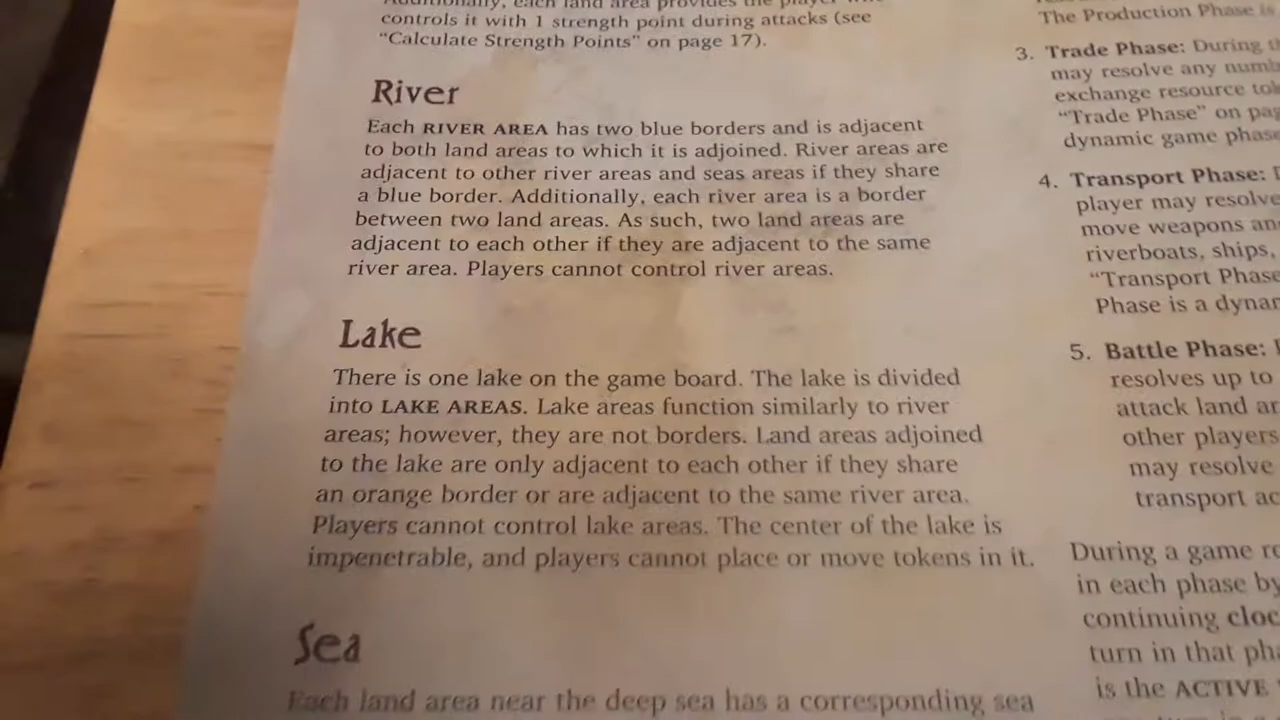 Additionally, each land area provides the player who
controls it with 1 strength point during attacks (see
“Calculate Strength Points” on page 17).
River
Each RIVER AREA has two blue borders and is adjacent
to both land areas to which it is adjoined. River areas are
adjacent to other river areas and seas areas if they share
a blue border. Additionally, each river area is a border
between two land areas. As such, two land areas are
adjacent to each other if they are adjacent to the same
river area. Players cannot control river areas.
Lake
There is one lake on the game board. The lake is divided
into LAKE AREAS. Lake areas function similarly to river
areas; however, they are not borders. Land areas adjoined
to the lake are only adjacent to each other if they share
an orange border or are adjacent to the same river area.
Players cannot control lake areas. The center of the lake is
impenetrable, and players cannot place or move tokens in it.
Sea
Each land area near the deep sea has a corresponding sea
The Production Phase is
3. Trade Phase: During
may resolve any
exchange resource
“Trade Phase” on
dynamic game phase
4. Transport Phase:
player may resolve
move weapons
riverboats, ships,
“Transport Phase
Phase is a
5. Battle Phase:
resolves up to
attack land
other players
may resolve
transport
During a game
in each phase by
continuing
turn in that
is the ACTIVE